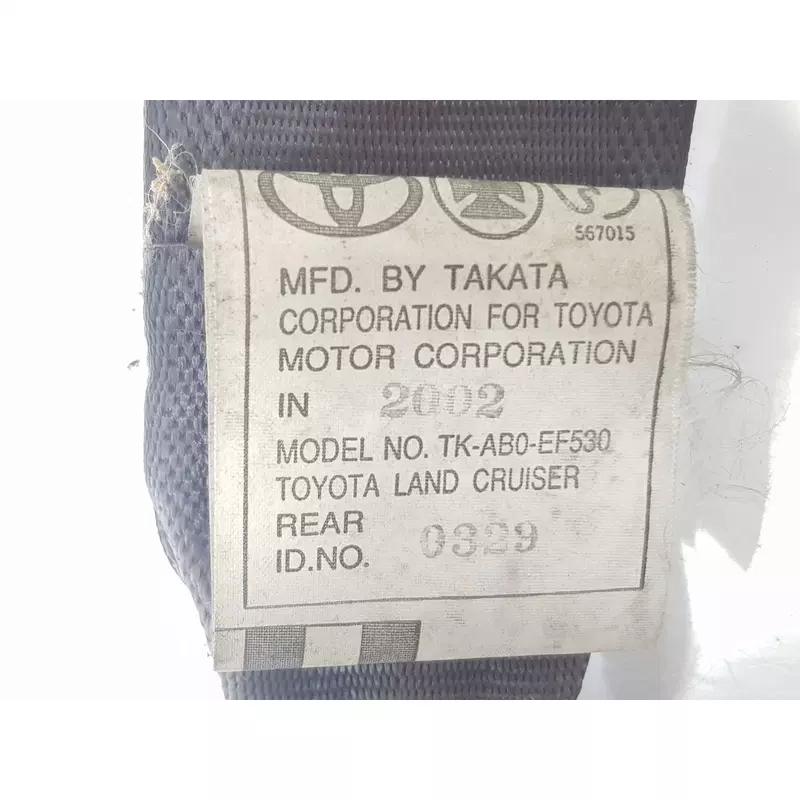 567015
MFD. BY TAKATA
CORPORATION FOR TOYOTA
MOTOR CORPORATION
IN 2002
MODEL NO. TK-AB0-EF530
TOYOTA LAND CRUISER
REAR
ID.NO. 0329